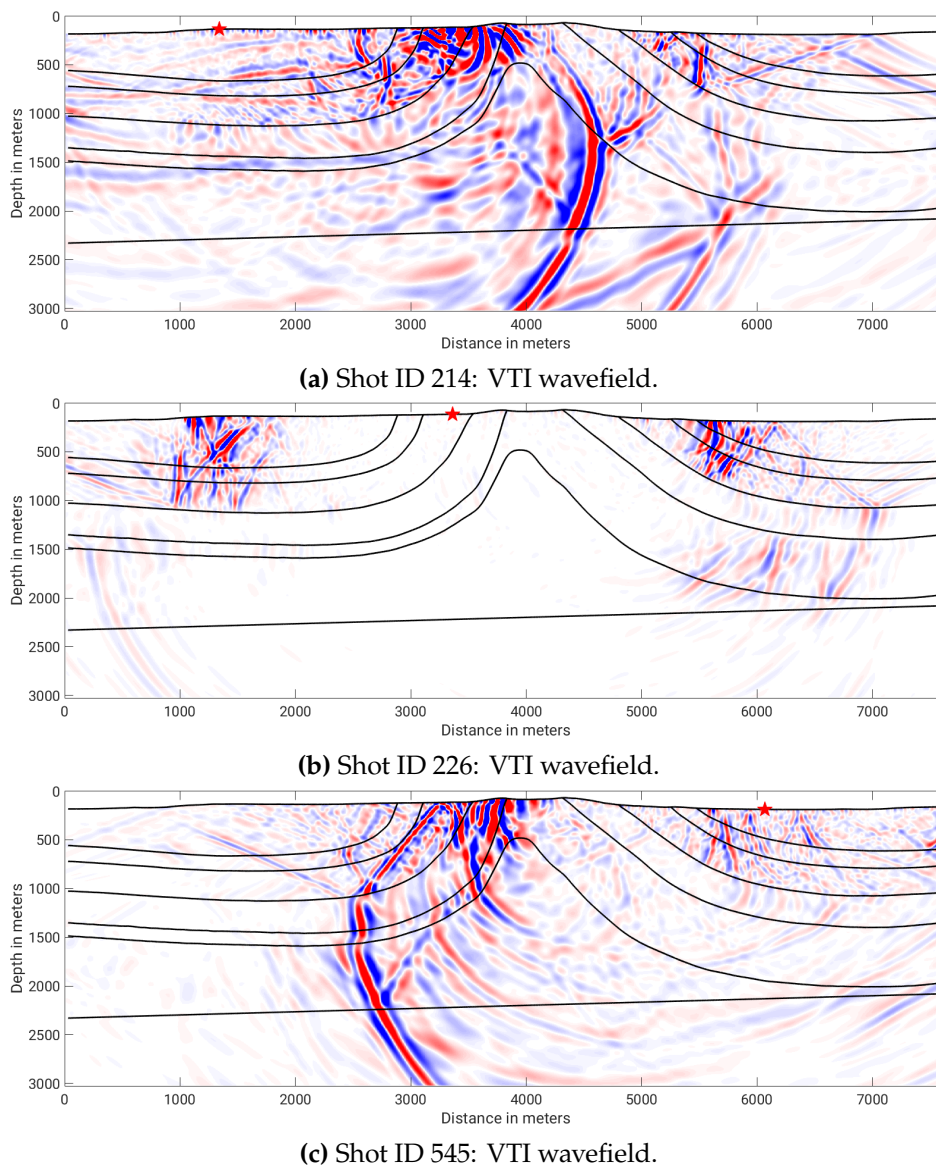 0
500
1000
1500
2000
2500
3000
Depth in meters
0 1000 2000 3000 4000 5000 6000 7000
Distance in meters
(a) Shot ID 214: VTI wavefield.
0
500
1000
1500
2000
2500
3000
Depth in meters
0 1000 2000 3000 4000 5000 6000 7000
Distance in meters
(b) Shot ID 226: VTI wavefield.
0
500
1000
1500
2000
2500
3000
Depth in meters
0 1000 2000 3000 4000 5000 6000 7000
Distance in meters
(c) Shot ID 545: VTI wavefield.